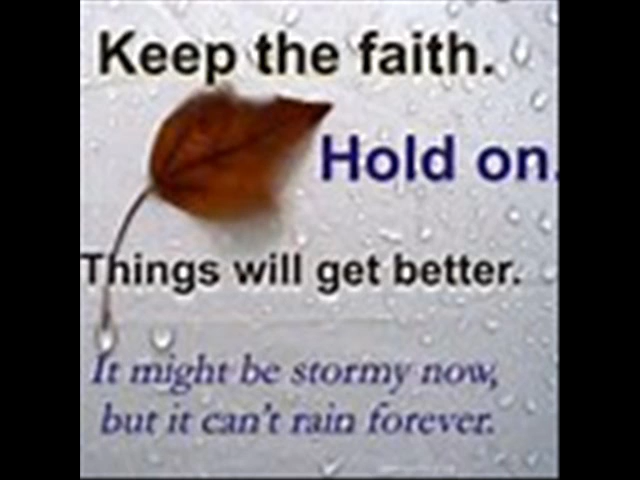 Keep the faith.
Hold on.
Things will get better.
It might be stormy now,
but it can't rain forever.